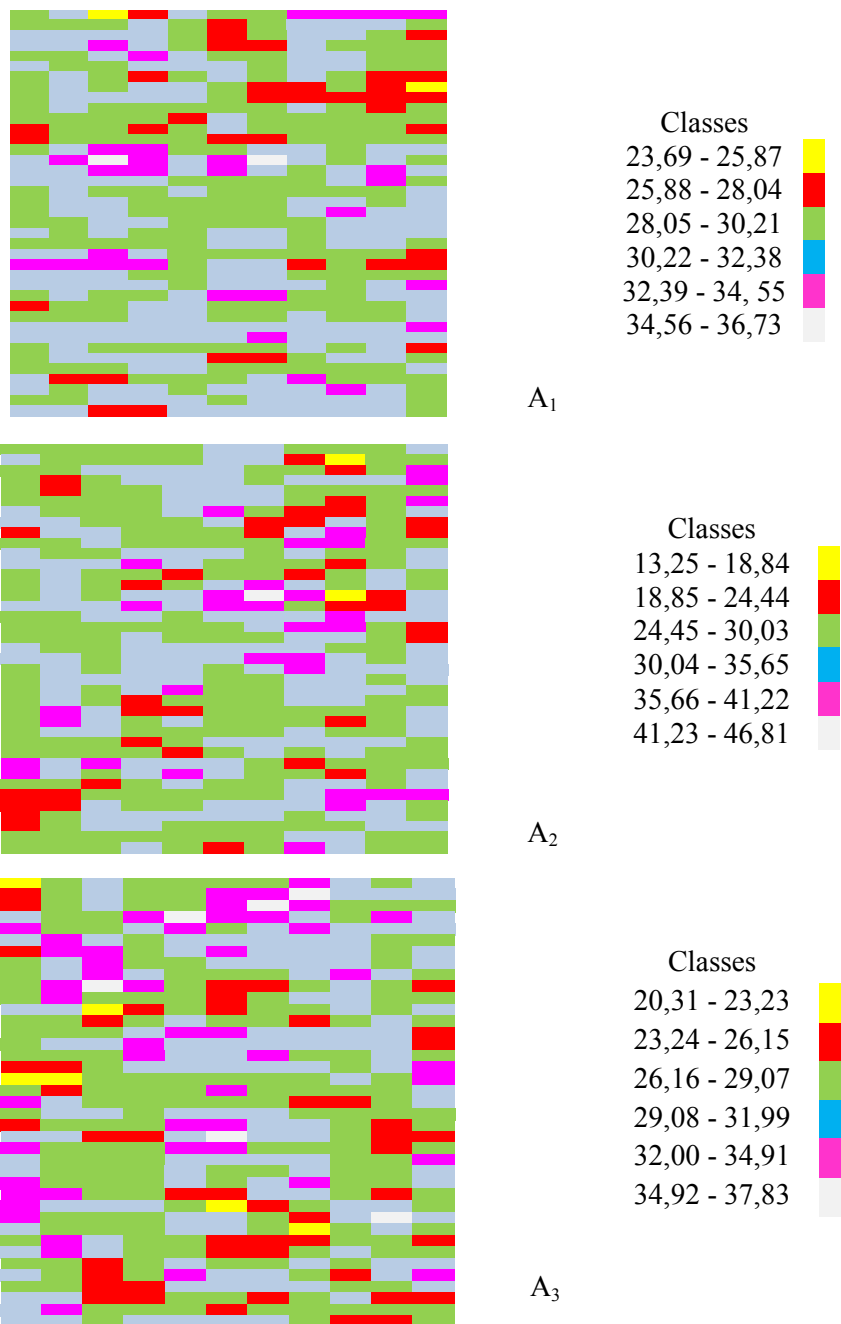 Classes
23,69 - 25,87
25,88 - 28,04
28,05 - 30,21
30,22 - 32,38
32,39 - 34, 55
34,56 - 36,73
A₁
Classes
13,25 - 18,84
18,85 - 24,44
24,45 - 30,03
30,04 - 35,65
35,66 - 41,22
41,23 - 46,81
A₂
Classes
20,31 - 23,23
23,24 - 26,15
26,16 - 29,07
29,08 - 31,99
32,00 - 34,91
34,92 - 37,83
A₃